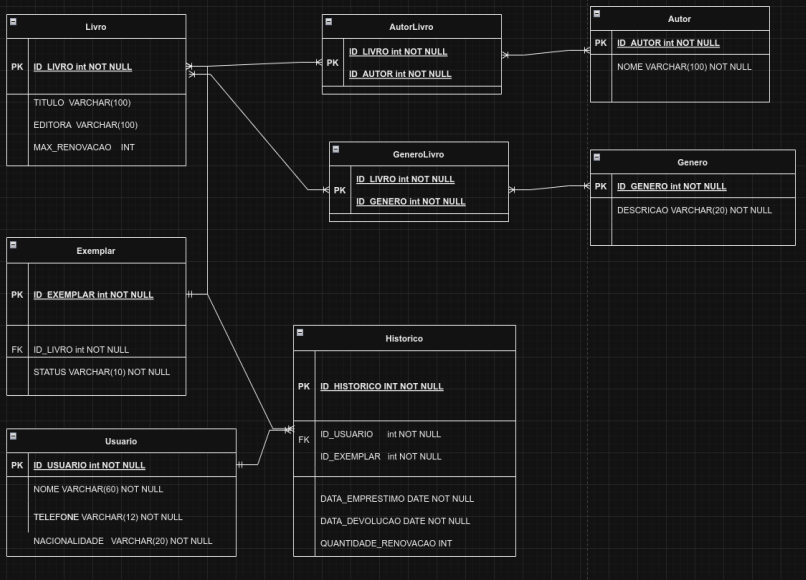 Livro
PK ID_LIVRO int NOT NULL
TITULO VARCHAR(100)
EDITORA VARCHAR(100)
MAX_RENOVACAO INT
AutorLivro
ID_LIVRO int NOT NULL
PK
ID_AUTOR int NOT NULL
Autor
PK ID_AUTOR int NOT NULL
NOME VARCHAR(100) NOT NULL
GeneroLivro
ID_LIVRO int NOT NULL
PK
ID_GENERO int NOT NULL
Genero
PK ID_GENERO int NOT NULL
DESCRICAO VARCHAR(20) NOT NULL
Exemplar
PK ID_EXEMPLAR int NOT NULL
FK ID_LIVRO int NOT NULL
STATUS VARCHAR(10) NOT NULL
Historico
PK ID_HISTORICO INT NOT NULL
ID_USUARIO int NOT NULL
FK
ID_EXEMPLAR int NOT NULL
DATA_EMPRESTIMO DATE NOT NULL
DATA_DEVOLUCAO DATE NOT NULL
QUANTIDADE_RENOVACAO INT
Usuario
PK ID_USUARIO int NOT NULL
NOME VARCHAR(60) NOT NULL
TELEFONE VARCHAR(12) NOT NULL
NACIONALIDADE VARCHAR(20) NOT NULL